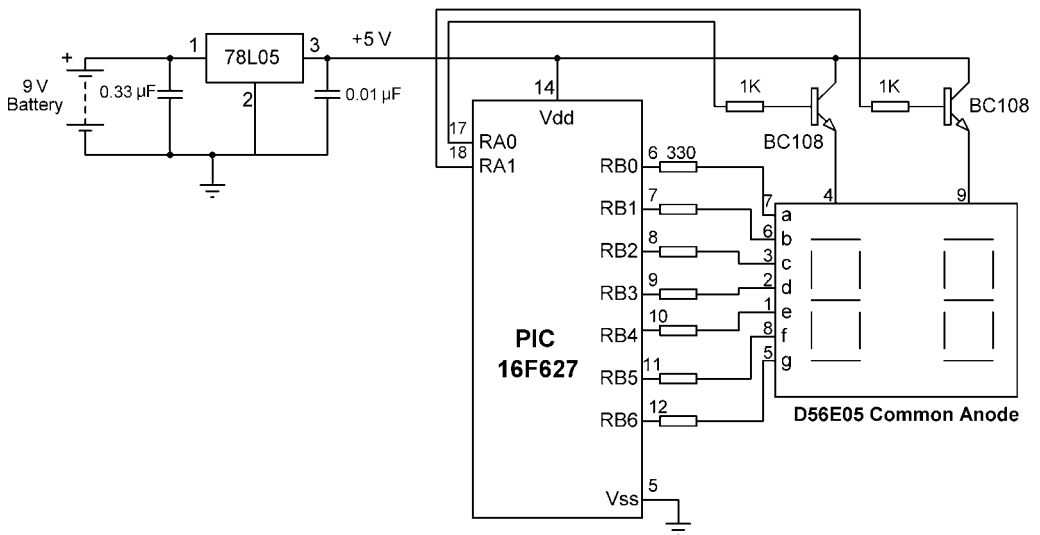 +
9 V
Battery
0.33 µF
1
78L05
3
2
+5 V
0.01 µF
14
Vdd
17
RA0
18
RA1
PIC
16F627
RB0
6
330
RB1
7
RB2
8
RB3
9
RB4
10
RB5
11
RB6
12
Vss
5
1K
BC108
1K
BC108
4
9
7
a
6
b
3
c
2
d
1
e
8
f
5
g
D56E05 Common Anode